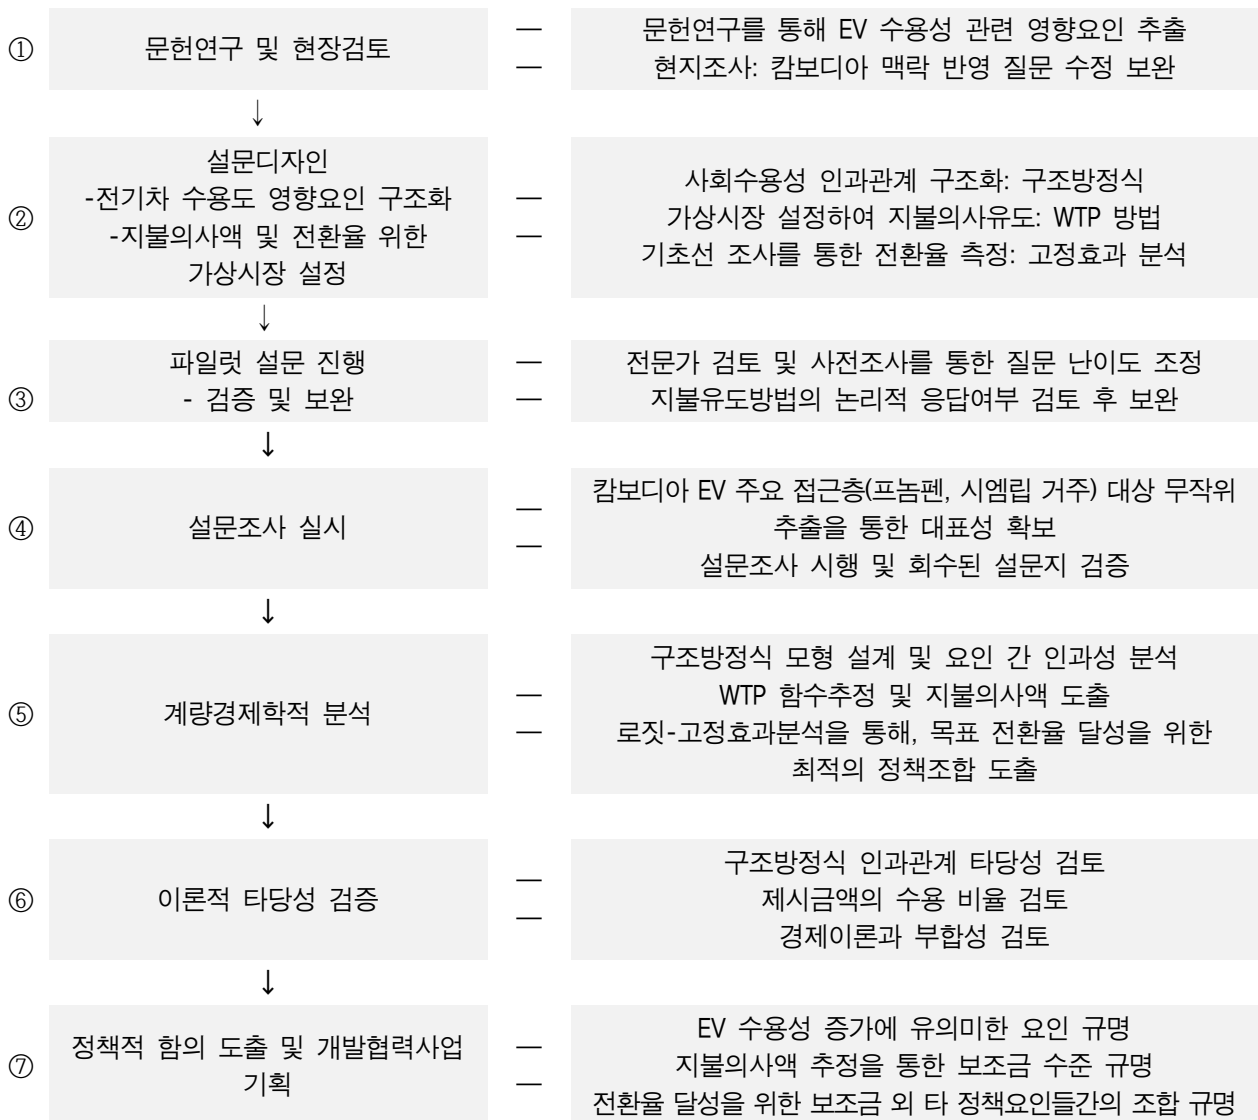 ① 문헌연구 및 현장검토
문헌연구를 통해 EV 수용성 관련 영향요인 추출
현지조사: 캄보디아 맥락 반영 질문 수정 보완
↓
②
설문디자인
-전기차 수용도 영향요인 구조화
-지불의사액 및 전환율 위한
가상시장 설정
사회수용성 인과관계 구조화: 구조방정식
가상시장 설정하여 지불의사유도: WTP 방법
기초선 조사를 통한 전환율 측정: 고정효과 분석
↓
③
파일럿 설문 진행
- 검증 및 보완
전문가 검토 및 사전조사를 통한 질문 난이도 조정
지불유도방법의 논리적 응답여부 검토 후 보완
↓
④ 설문조사 실시
캄보디아 EV 주요 접근층(프놈펜, 시엠립 거주) 대상 무작위
추출을 통한 대표성 확보
설문조사 시행 및 회수된 설문지 검증
↓
⑤ 계량경제학적 분석
구조방정식 모형 설계 및 요인 간 인과성 분석
WTP 함수추정 및 지불의사액 도출
로짓-고정효과분석을 통해, 목표 전환율 달성을 위한
최적의 정책조합 도출
↓
⑥ 이론적 타당성 검증
구조방정식 인과관계 타당성 검토
제시금액의 수용 비율 검토
경제이론과 부합성 검토
↓
⑦
정책적 함의 도출 및 개발협력사업
기획
EV 수용성 증가에 유의미한 요인 규명
지불의사액 추정을 통한 보조금 수준 규명
전환율 달성을 위한 보조금 외 타 정책요인들간의 조합 규명